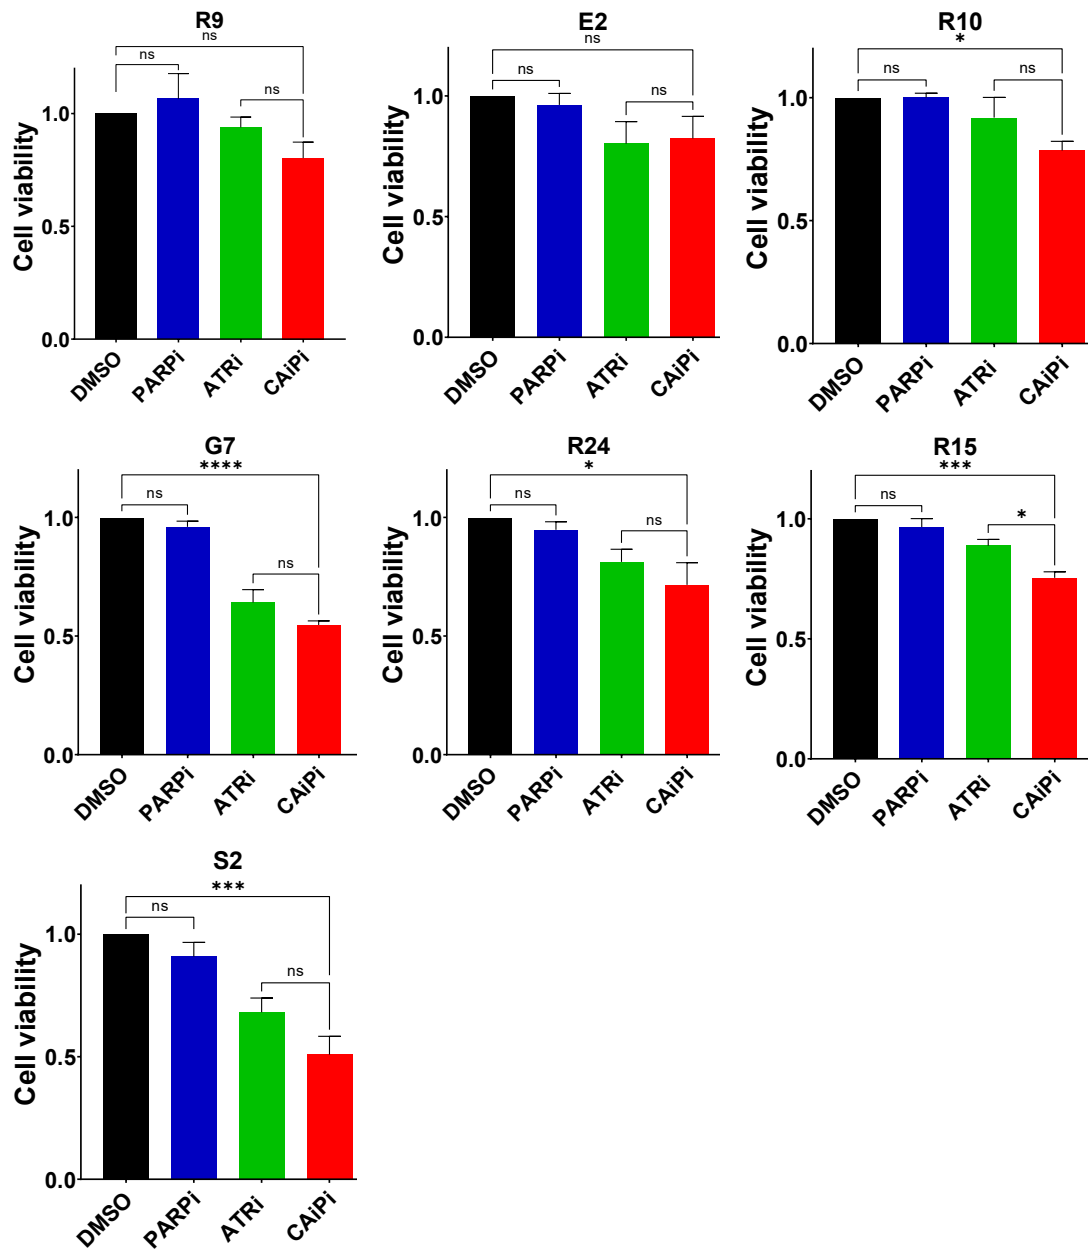 R9
ns
ns
ns
Cell viability
1.0
0.5
0.0
DMSO
PARPi
ATRi
CAiPi
E2
ns
ns
ns
Cell viability
1.0
0.5
0.0
DMSO
PARPi
ATRi
CAiPi
R10
*
ns
ns
Cell viability
1.0
0.5
0.0
DMSO
PARPi
ATRi
CAiPi
G7
****
ns
ns
Cell viability
1.0
0.5
0.0
DMSO
PARPi
ATRi
CAiPi
R24
*
ns
ns
Cell viability
1.0
0.5
0.0
DMSO
PARPi
ATRi
CAiPi
R15
***
ns
*
Cell viability
1.0
0.5
0.0
DMSO
PARPi
ATRi
CAiPi
S2
***
ns
ns
Cell viability
1.0
0.5
0.0
DMSO
PARPi
ATRi
CAiPi